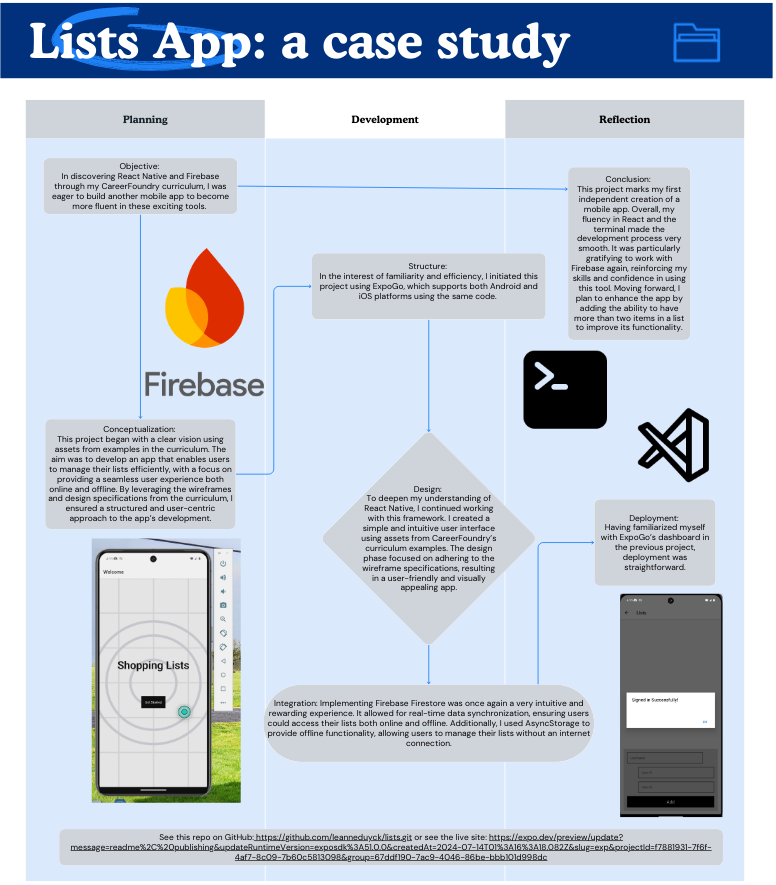 Lists App: a case study
Planning
Development
Reflection
Objective:
In discovering React Native and Firebase
through my CareerFoundry curriculum, I was
eager to build another mobile app to become
more fluent in these exciting tools.
Firebase
Conceptualization:
This project began with a clear vision using
assets from examples in the curriculum. The
aim was to develop an app that enables users
to manage their lists efficiently, with a focus on
providing a seamless user experience both
online and offline. By leveraging the wireframes
and design specifications from the curriculum, I
ensured a structured and user-centric
approach to the app's development.
Welcome
Shopping Lists
Get Started
Structure:
In the interest of familiarity and efficiency, I initiated this
project using ExpoGo, which supports both Android and
iOS platforms using the same code.
Design:
To deepen my understanding of
React Native, I continued working
with this framework. I created a
simple and intuitive user interface
using assets from CareerFoundry's
curriculum examples. The design
phase focused on adhering to the
wireframe specifications, resulting
in a user-friendly and visually
appealing app.
Integration: Implementing Firebase Firestore was once again a very intuitive and
rewarding experience. It allowed for real-time data synchronization, ensuring users
could access their lists both online and offline. Additionally, I used AsyncStorage to
provide offline functionality, allowing users to manage their lists without an internet
connection.
Conclusion:
This project marks my first
independent creation of a
mobile app. Overall, my
fluency in React and the
terminal made the
development process very
smooth. It was particularly
gratifying to work with
Firebase again, reinforcing my
skills and confidence in using
this tool. Moving forward, I
plan to enhance the app by
adding the ability to have
more than two items in a list
to improve its functionality.
Deployment:
Having familiarized myself
with ExpoGo's dashboard in
the previous project,
deployment was
straightforward.
Lists
Signed in Successfully!
Add
See this repo on GitHub: https://github.com/leanneduyck/lists.git or see the live site: https://expo.dev/preview/update?
message=readme%2C%20publishing&updateRuntimeVersion=exposdk%3A51.0.0&createdAt=2024-07-14T01%3A16%3A18.082Z&slug=exp&projectId=f7881931-7f6f-
4af7-8c09-7b60c5813098&group=67ddf190-7ac9-4046-86be-bbb101d998dc